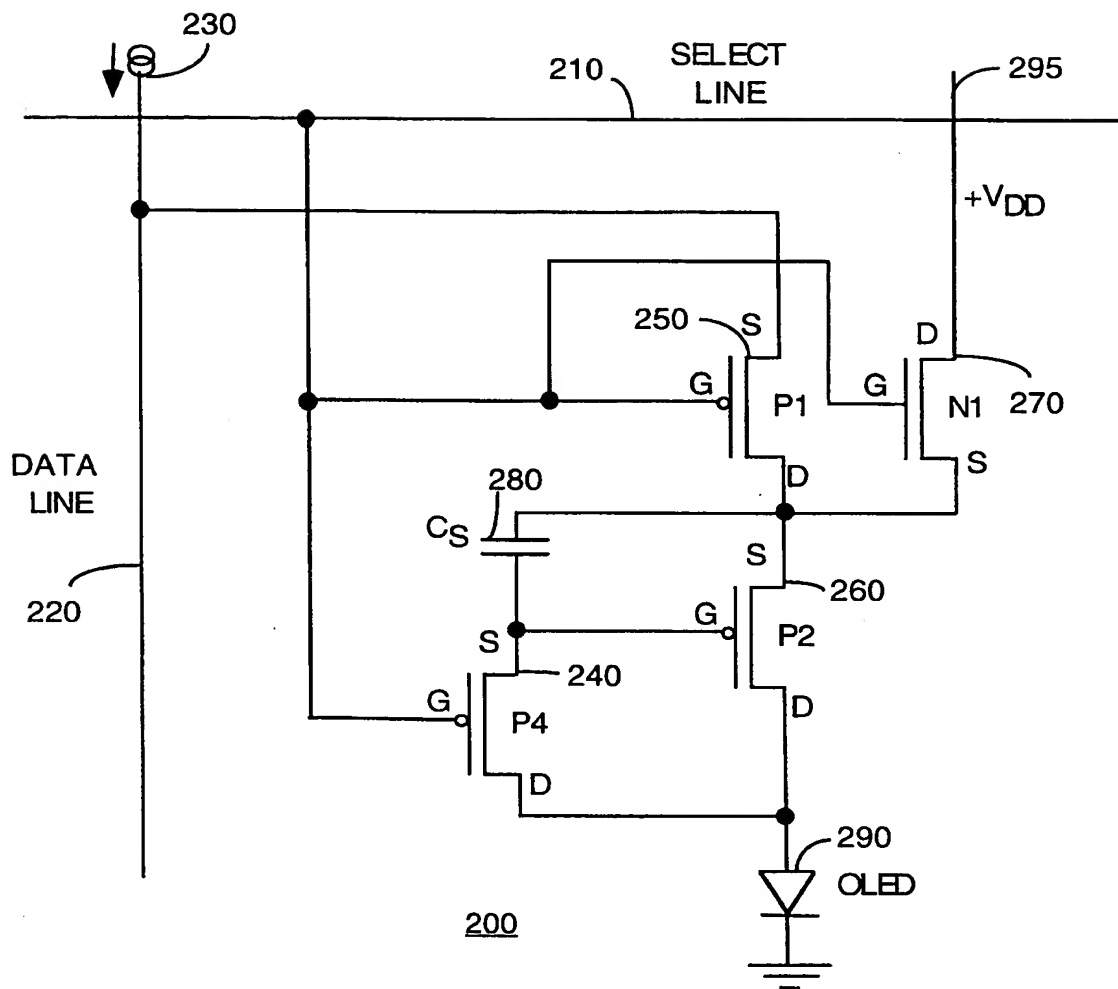 230
SELECT
LINE
210
295
+VDD
250
S
D
G
P1
G
N1
270
D
S
DATA
LINE
280
CS
S
260
220
G
P2
S
240
G
P4
D
D
290
OLED
200